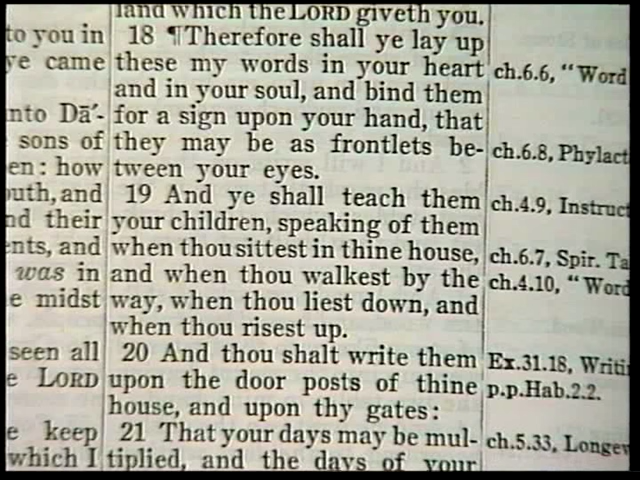 to you in
ye came
nto Dā′-
sons of
en: how
outh, and
nd their
ents, and
was in
e midst
seen all
e LORD
e keep
which I
land which the LORD giveth you.
18 ¶Therefore shall ye lay up
these my words in your heart
and in your soul, and bind them
for a sign upon your hand, that
they may be as frontlets be-
tween your eyes.
19 And ye shall teach them
your children, speaking of them
when thou sittest in thine house,
and when thou walkest by the
way, when thou liest down, and
when thou risest up.
20 And thou shalt write them
upon the door posts of thine
house, and upon thy gates:
21 That your days may be mul-
tiplied, and the days of your
ch.6.6, "Word
ch.6.8, Phylact
ch.4.9, Instruct
ch.6.7, Spir. Ta
ch.4.10, "Word
Ex.31.18, Writi
p.p.Hab.2.2.
ch.5.33, Longev